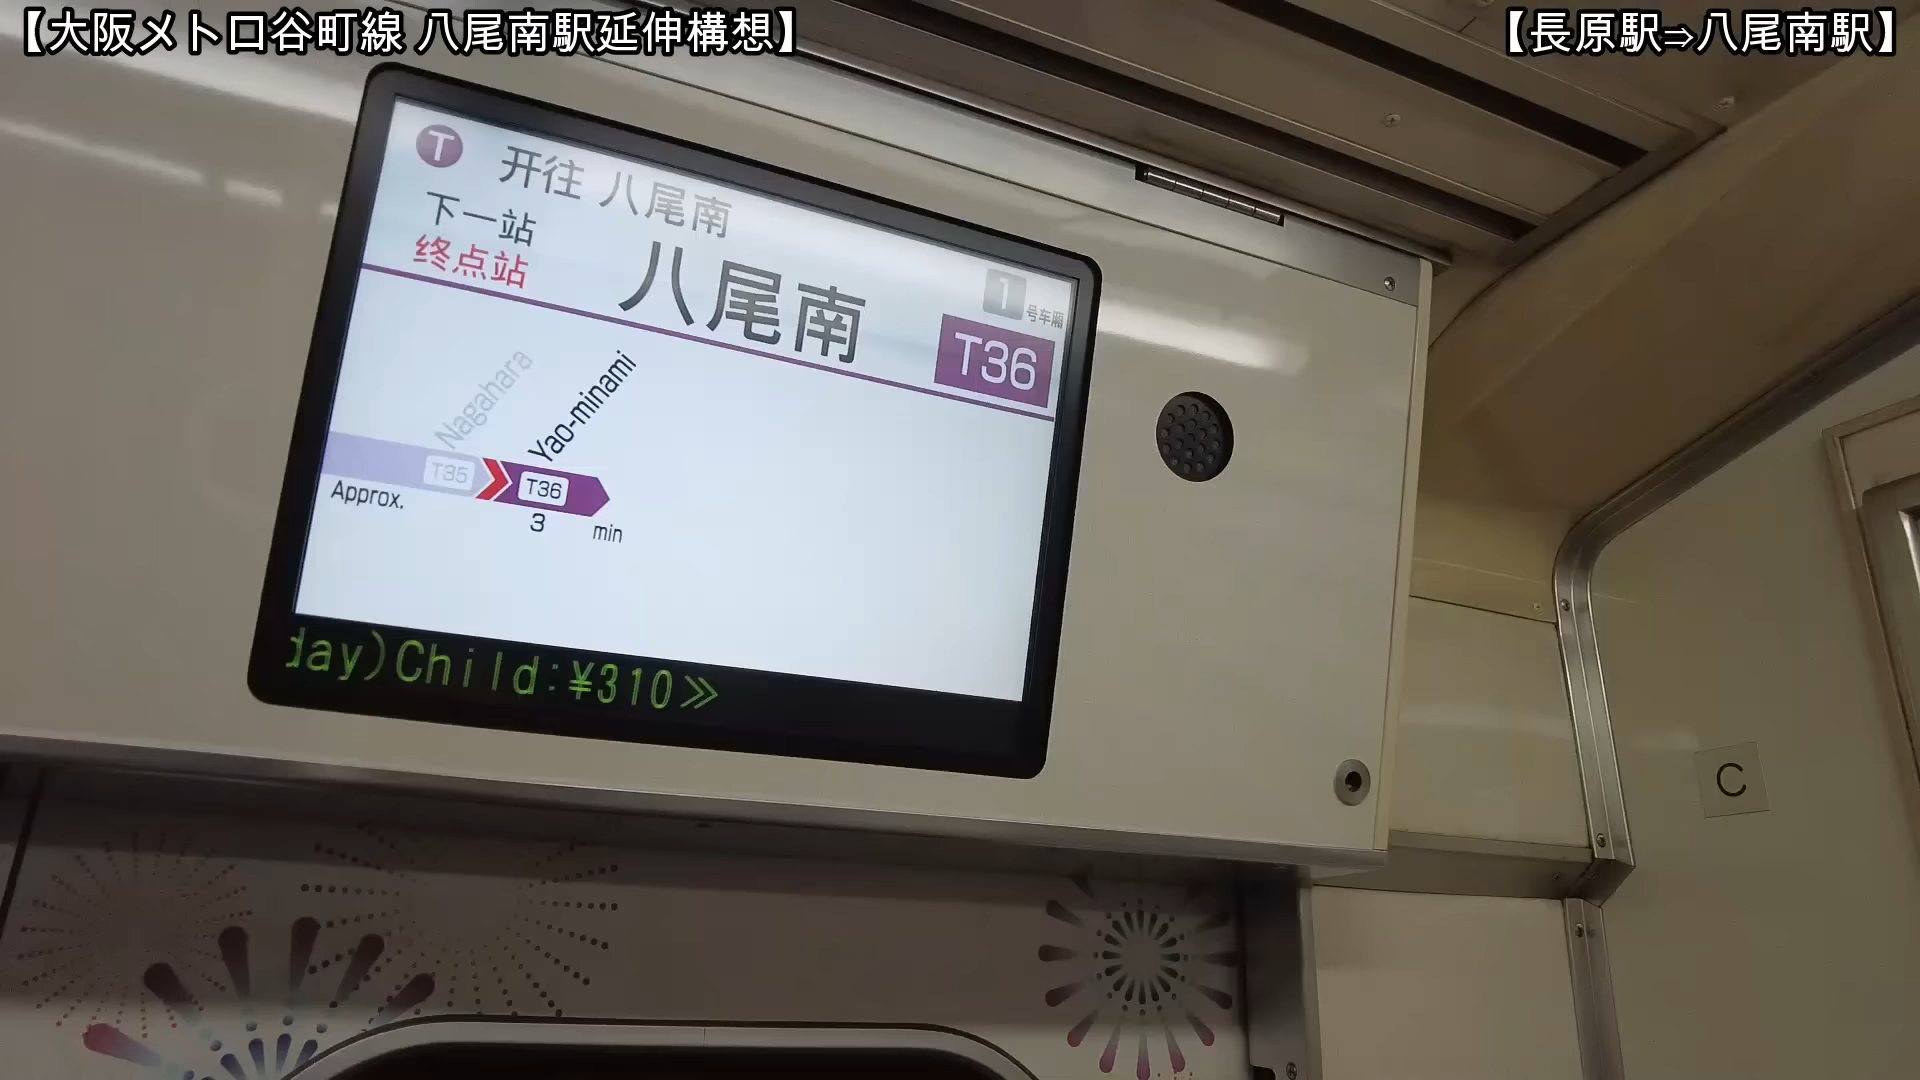 【大阪メトロ谷町線 八尾南駅延伸構想】
【長原駅⇒八尾南駅】
T 开往 八尾南
下一站
终点站
八尾南
1号车厢
T36
Nagahara
Yao-minami
T35
T36
Approx.
3
min
day)Child:¥310≫
C